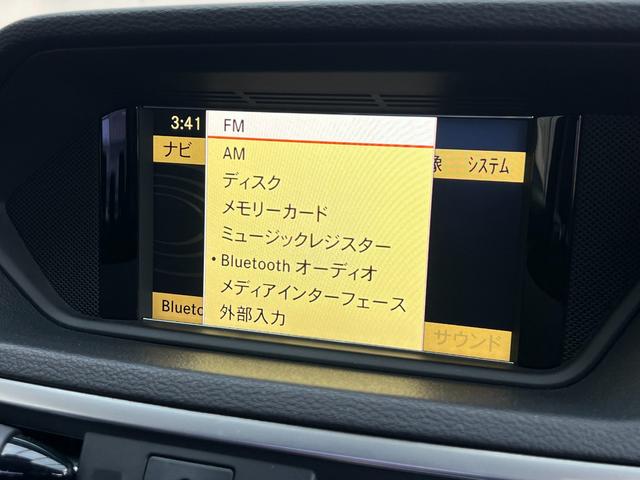 3:41
ナビ
FM
AM
ディスク
メモリーカード
ミュージックレジスター
•Bluetooth オーディオ
メディアインターフェース
外部入力
象 システム
Blueto
サウンド